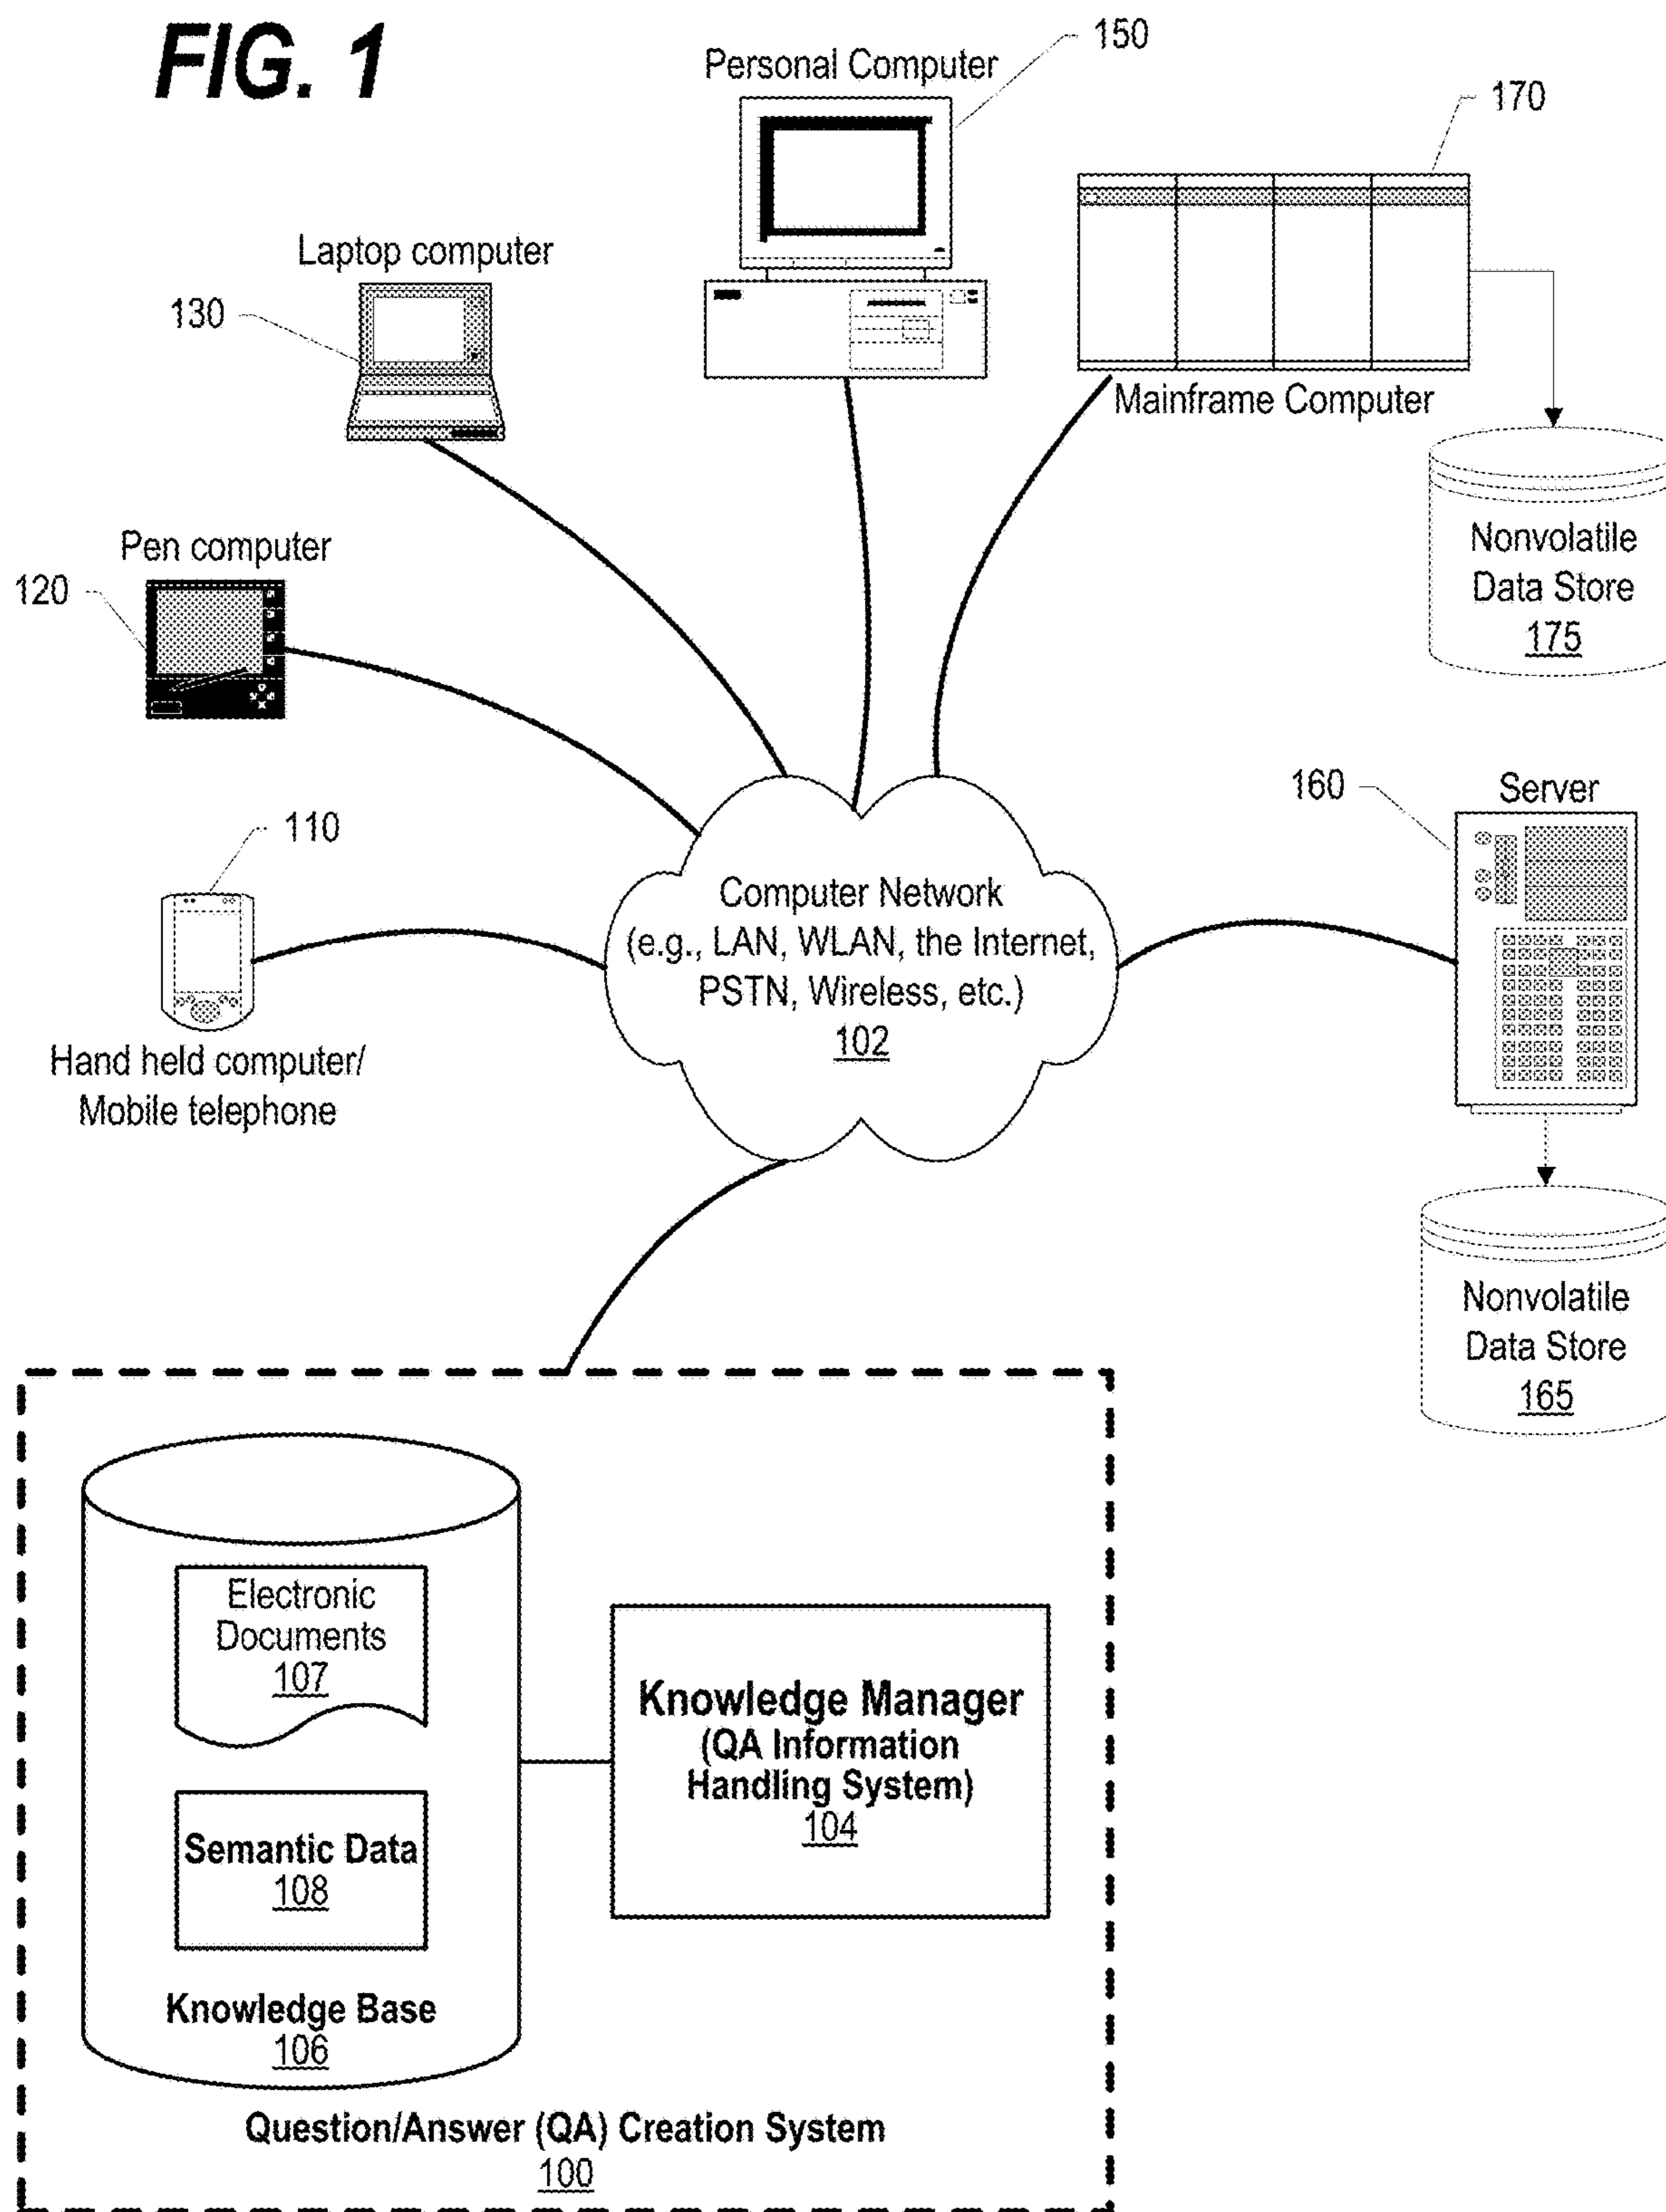 FIG. 1
Personal Computer
150
170
Laptop computer
130
Mainframe Computer
Nonvolatile
Data Store
175
Pen computer
120
160
Server
110
Computer Network
(e.g., LAN, WLAN, the Internet,
PSTN, Wireless, etc.)
102
Hand held computer/
Mobile telephone
Nonvolatile
Data Store
165
Electronic
Documents
107
Knowledge Manager
(QA Information
Handling System)
104
Semantic Data
108
Knowledge Base
106
Question/Answer (QA) Creation System
100